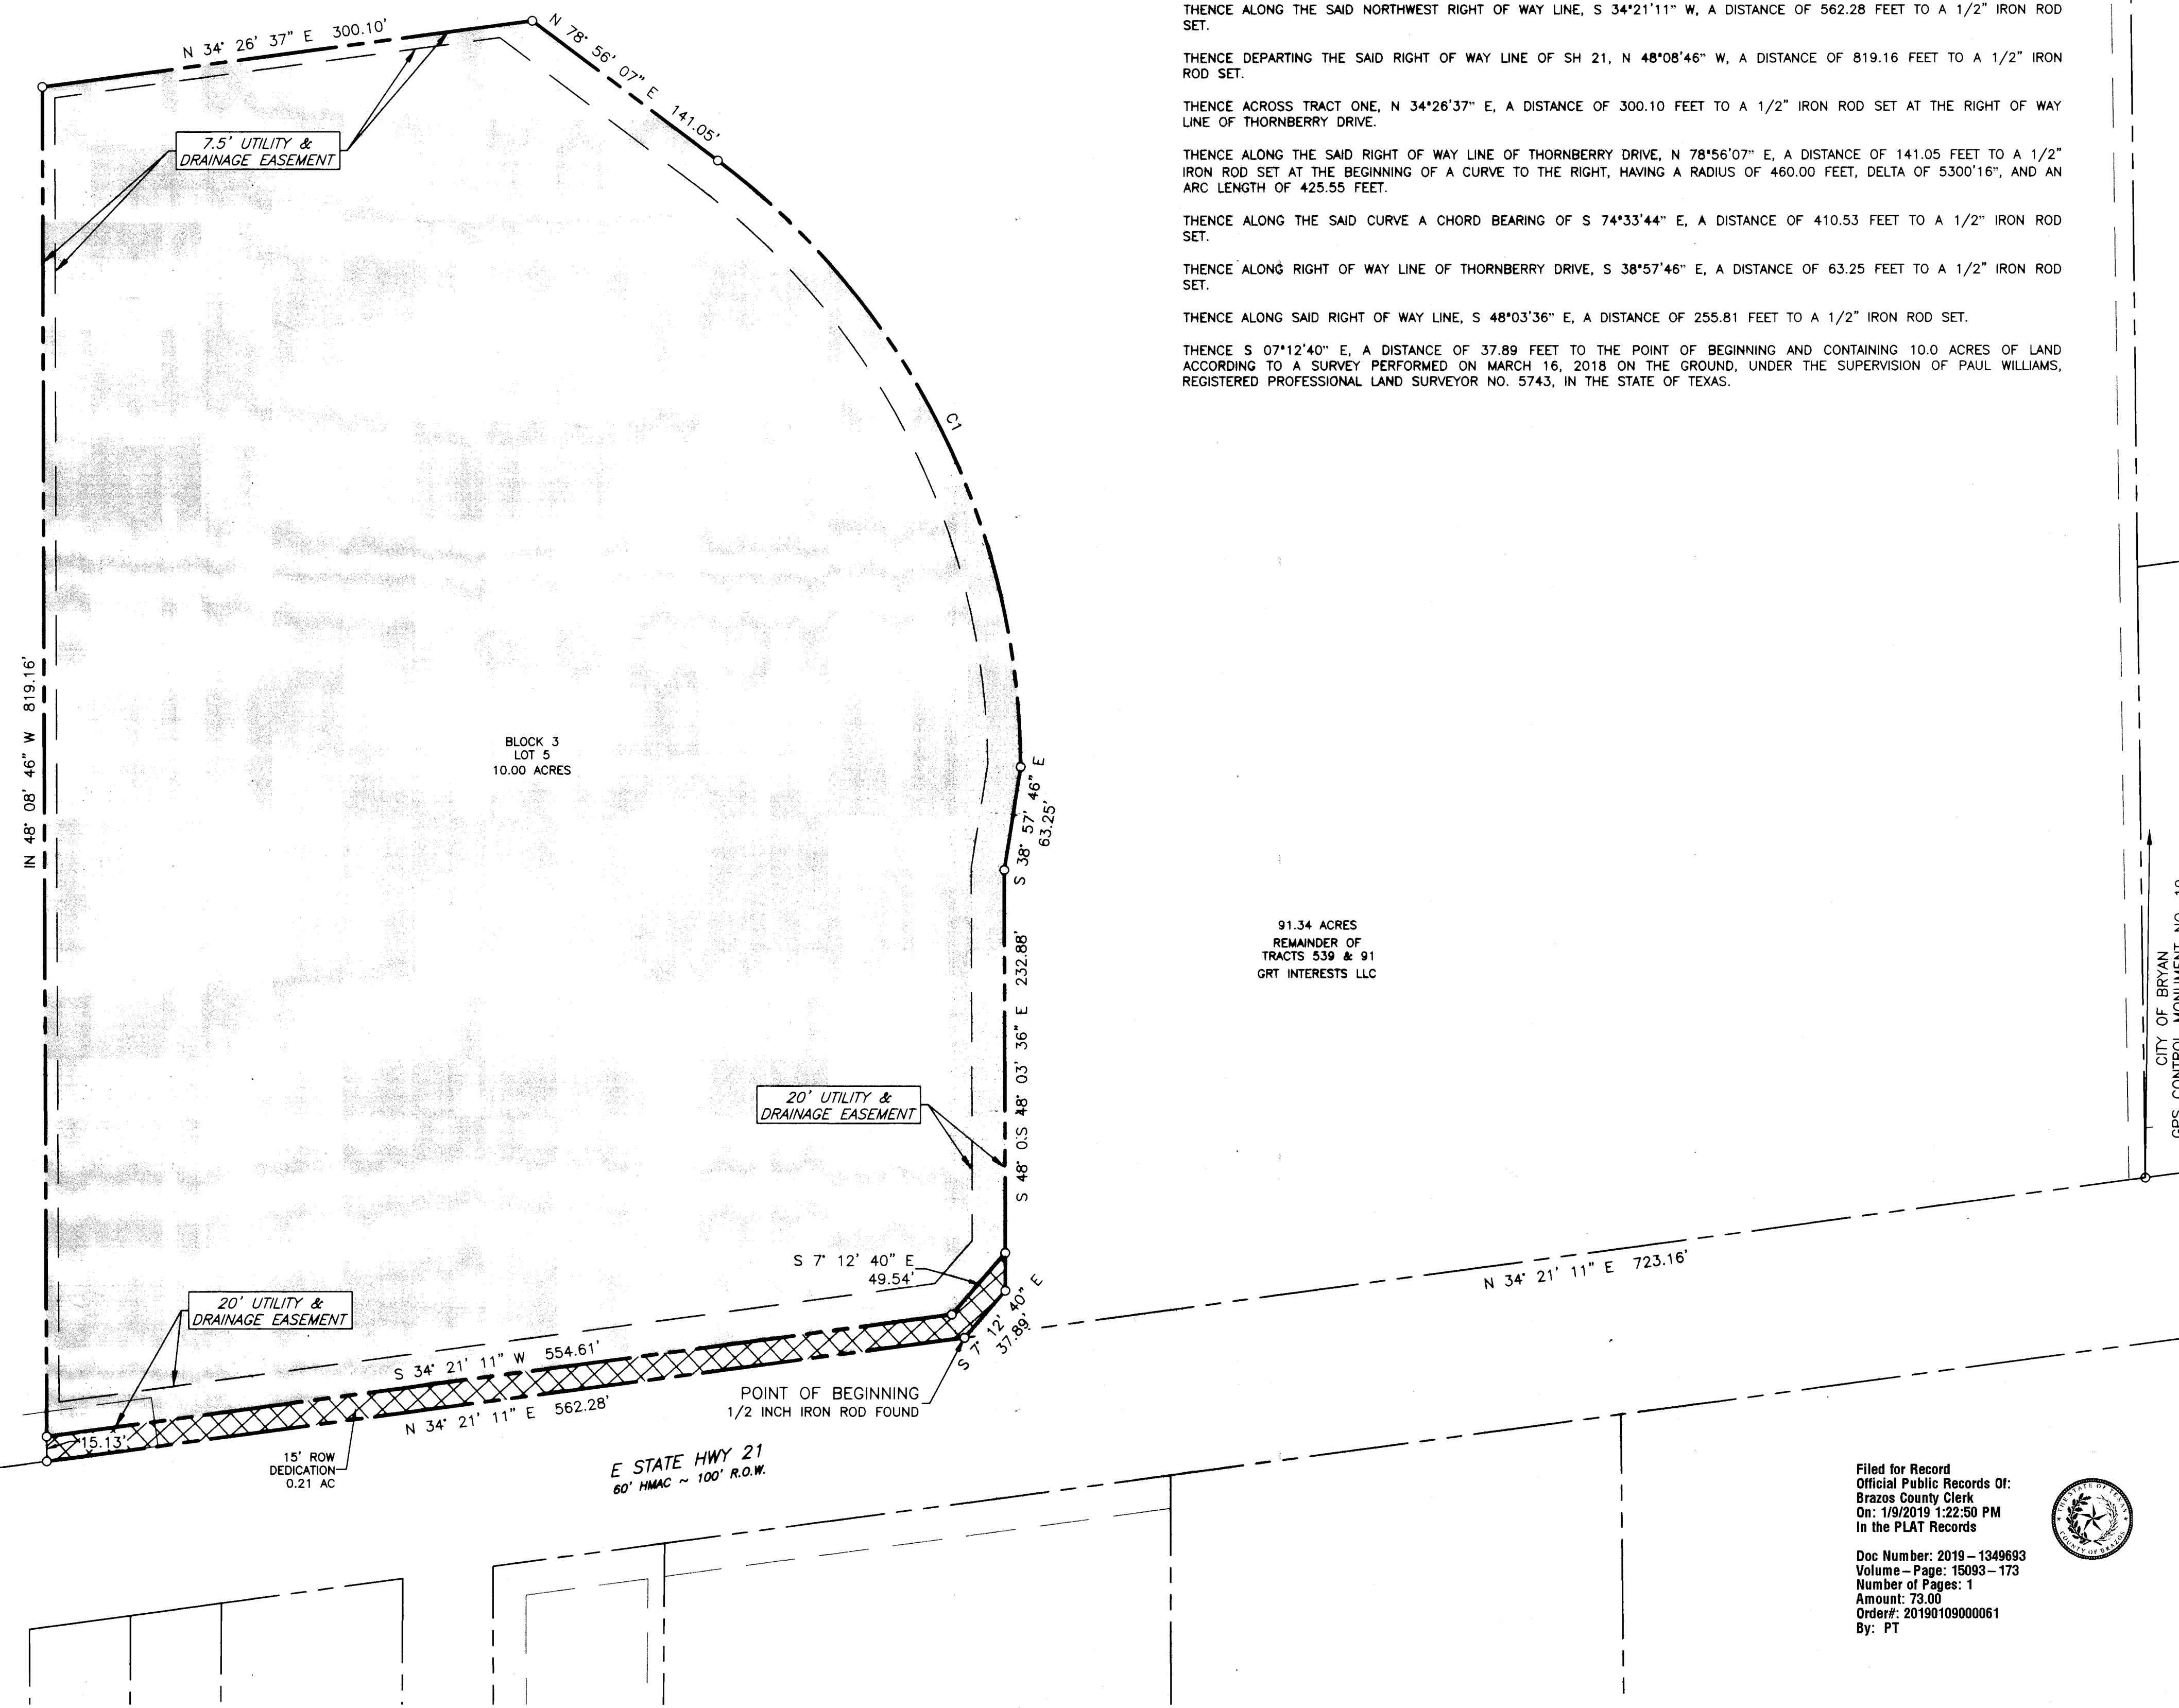 THENCE ALONG THE SAID NORTHWEST RIGHT OF WAY LINE, S 34°21'11" W, A DISTANCE OF 562.28 FEET TO A 1/2" IRON ROD
SET.
THENCE DEPARTING THE SAID RIGHT OF WAY LINE OF SH 21, N 48°08'46" W, A DISTANCE OF 819.16 FEET TO A 1/2" IRON
ROD SET.
THENCE ACROSS TRACT ONE, N 34°26'37" E, A DISTANCE OF 300.10 FEET TO A 1/2" IRON ROD SET AT THE RIGHT OF WAY
LINE OF THORNBERRY DRIVE.
THENCE ALONG THE SAID RIGHT OF WAY LINE OF THORNBERRY DRIVE, N 78°56'07" E, A DISTANCE OF 141.05 FEET TO A 1/2"
IRON ROD SET AT THE BEGINNING OF A CURVE TO THE RIGHT, HAVING A RADIUS OF 460.00 FEET, DELTA OF 5300'16", AND AN
ARC LENGTH OF 425.55 FEET.
THENCE ALONG THE SAID CURVE A CHORD BEARING OF S 74°33'44" E, A DISTANCE OF 410.53 FEET TO A 1/2" IRON ROD
SET.
THENCE ALONG RIGHT OF WAY LINE OF THORNBERRY DRIVE, S 38°57'46" E, A DISTANCE OF 63.25 FEET TO A 1/2" IRON ROD
SET.
THENCE ALONG SAID RIGHT OF WAY LINE, S 48°03'36" E, A DISTANCE OF 255.81 FEET TO A 1/2" IRON ROD SET.
THENCE S 07°12'40" E, A DISTANCE OF 37.89 FEET TO THE POINT OF BEGINNING AND CONTAINING 10.0 ACRES OF LAND
ACCORDING TO A SURVEY PERFORMED ON MARCH 16, 2018 ON THE GROUND, UNDER THE SUPERVISION OF PAUL WILLIAMS,
REGISTERED PROFESSIONAL LAND SURVEYOR NO. 5743, IN THE STATE OF TEXAS.
N 34° 26' 37" E 300.10'
N 78° 56' 07" E 141.05'
7.5' UTILITY &
DRAINAGE EASEMENT
C1
IN 48° 08' 46" W 819.16'
BLOCK 3
LOT 5
10.00 ACRES
S 38° 57' 46" E
63.25'
S 48° 0:S 48° 03' 36" E 232.88'
91.34 ACRES
REMAINDER OF
TRACTS 539 & 91
GRT INTERESTS LLC
CITY OF BRYAN
GPS CONTROL MONUMENT NO.
20' UTILITY &
DRAINAGE EASEMENT
S 7° 12' 40" E
49.54'
S 7° 12' 40" E
37.89'
N 34° 21' 11" E 723.16'
20' UTILITY &
DRAINAGE EASEMENT
S 34° 21' 11" W 554.61'
N 34° 21' 11" E 562.28'
15.13'
POINT OF BEGINNING
1/2 INCH IRON ROD FOUND
15' ROW
DEDICATION
0.21 AC
E STATE HWY 21
60' HMAC ~ 100' R.O.W.
Filed for Record
Official Public Records Of:
Brazos County Clerk
On: 1/9/2019 1:22:50 PM
In the PLAT Records
Doc Number: 2019 – 1349693
Volume – Page: 15093 – 173
Number of Pages: 1
Amount: 73.00
Order#: 20190109000061
By: PT
THE STATE OF TEXAS
COUNTY OF BRAZOS